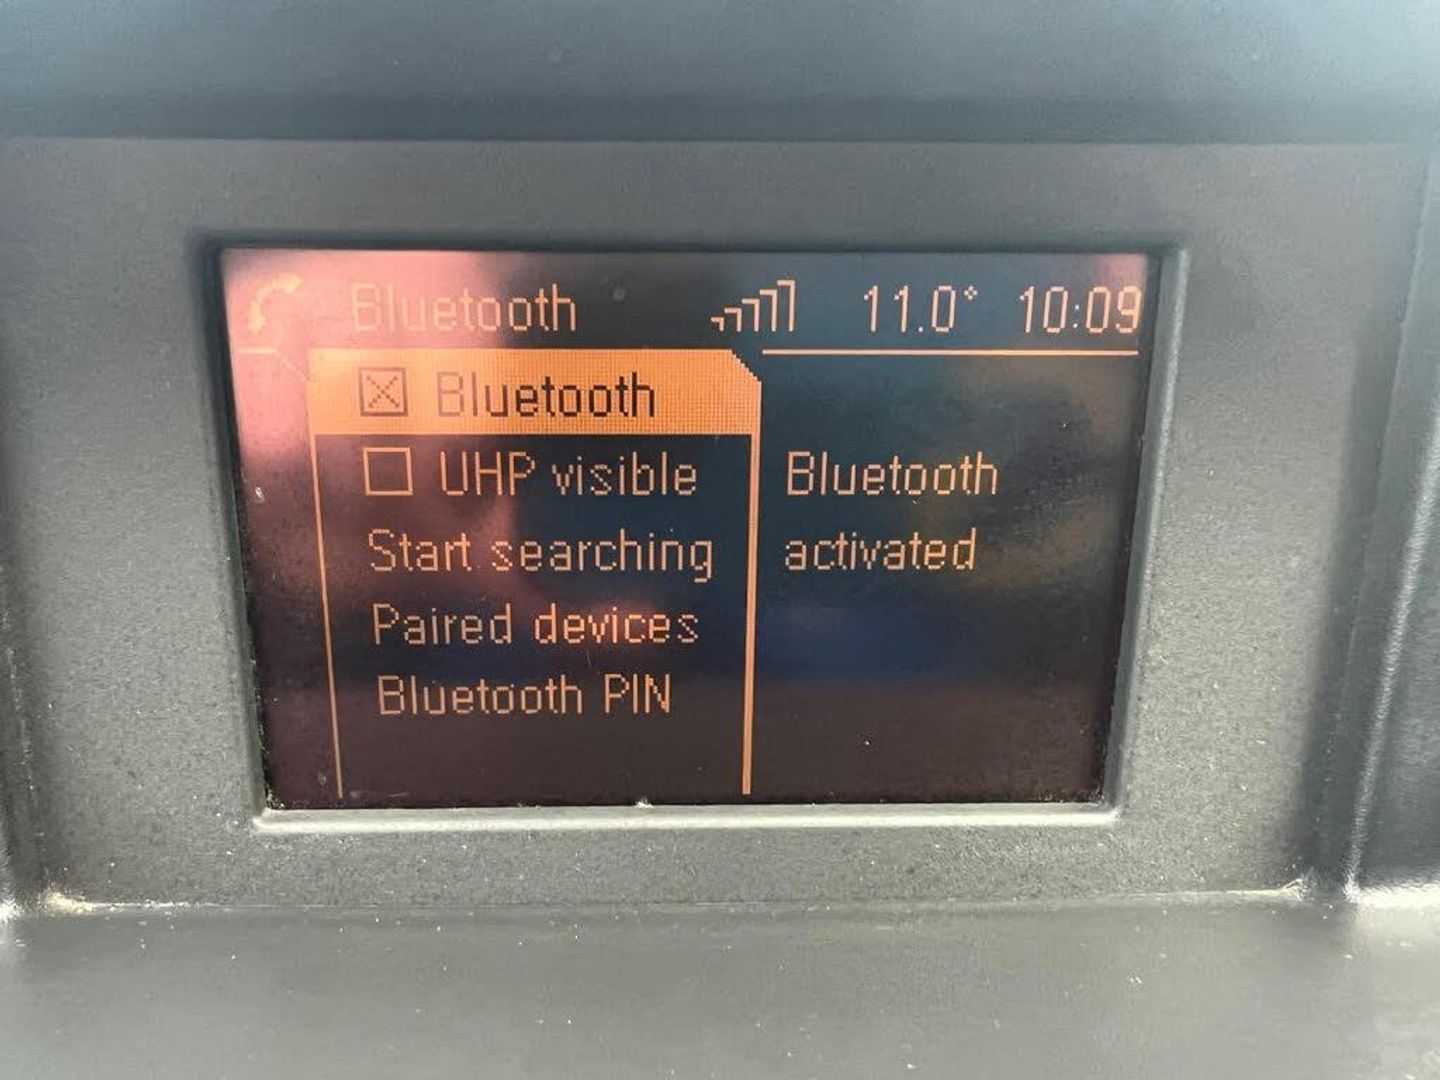 Bluetooth 11.0° 10:09
Bluetooth
UHP visible
Start searching
Paired devices
Bluetooth PIN
Bluetooth
activated